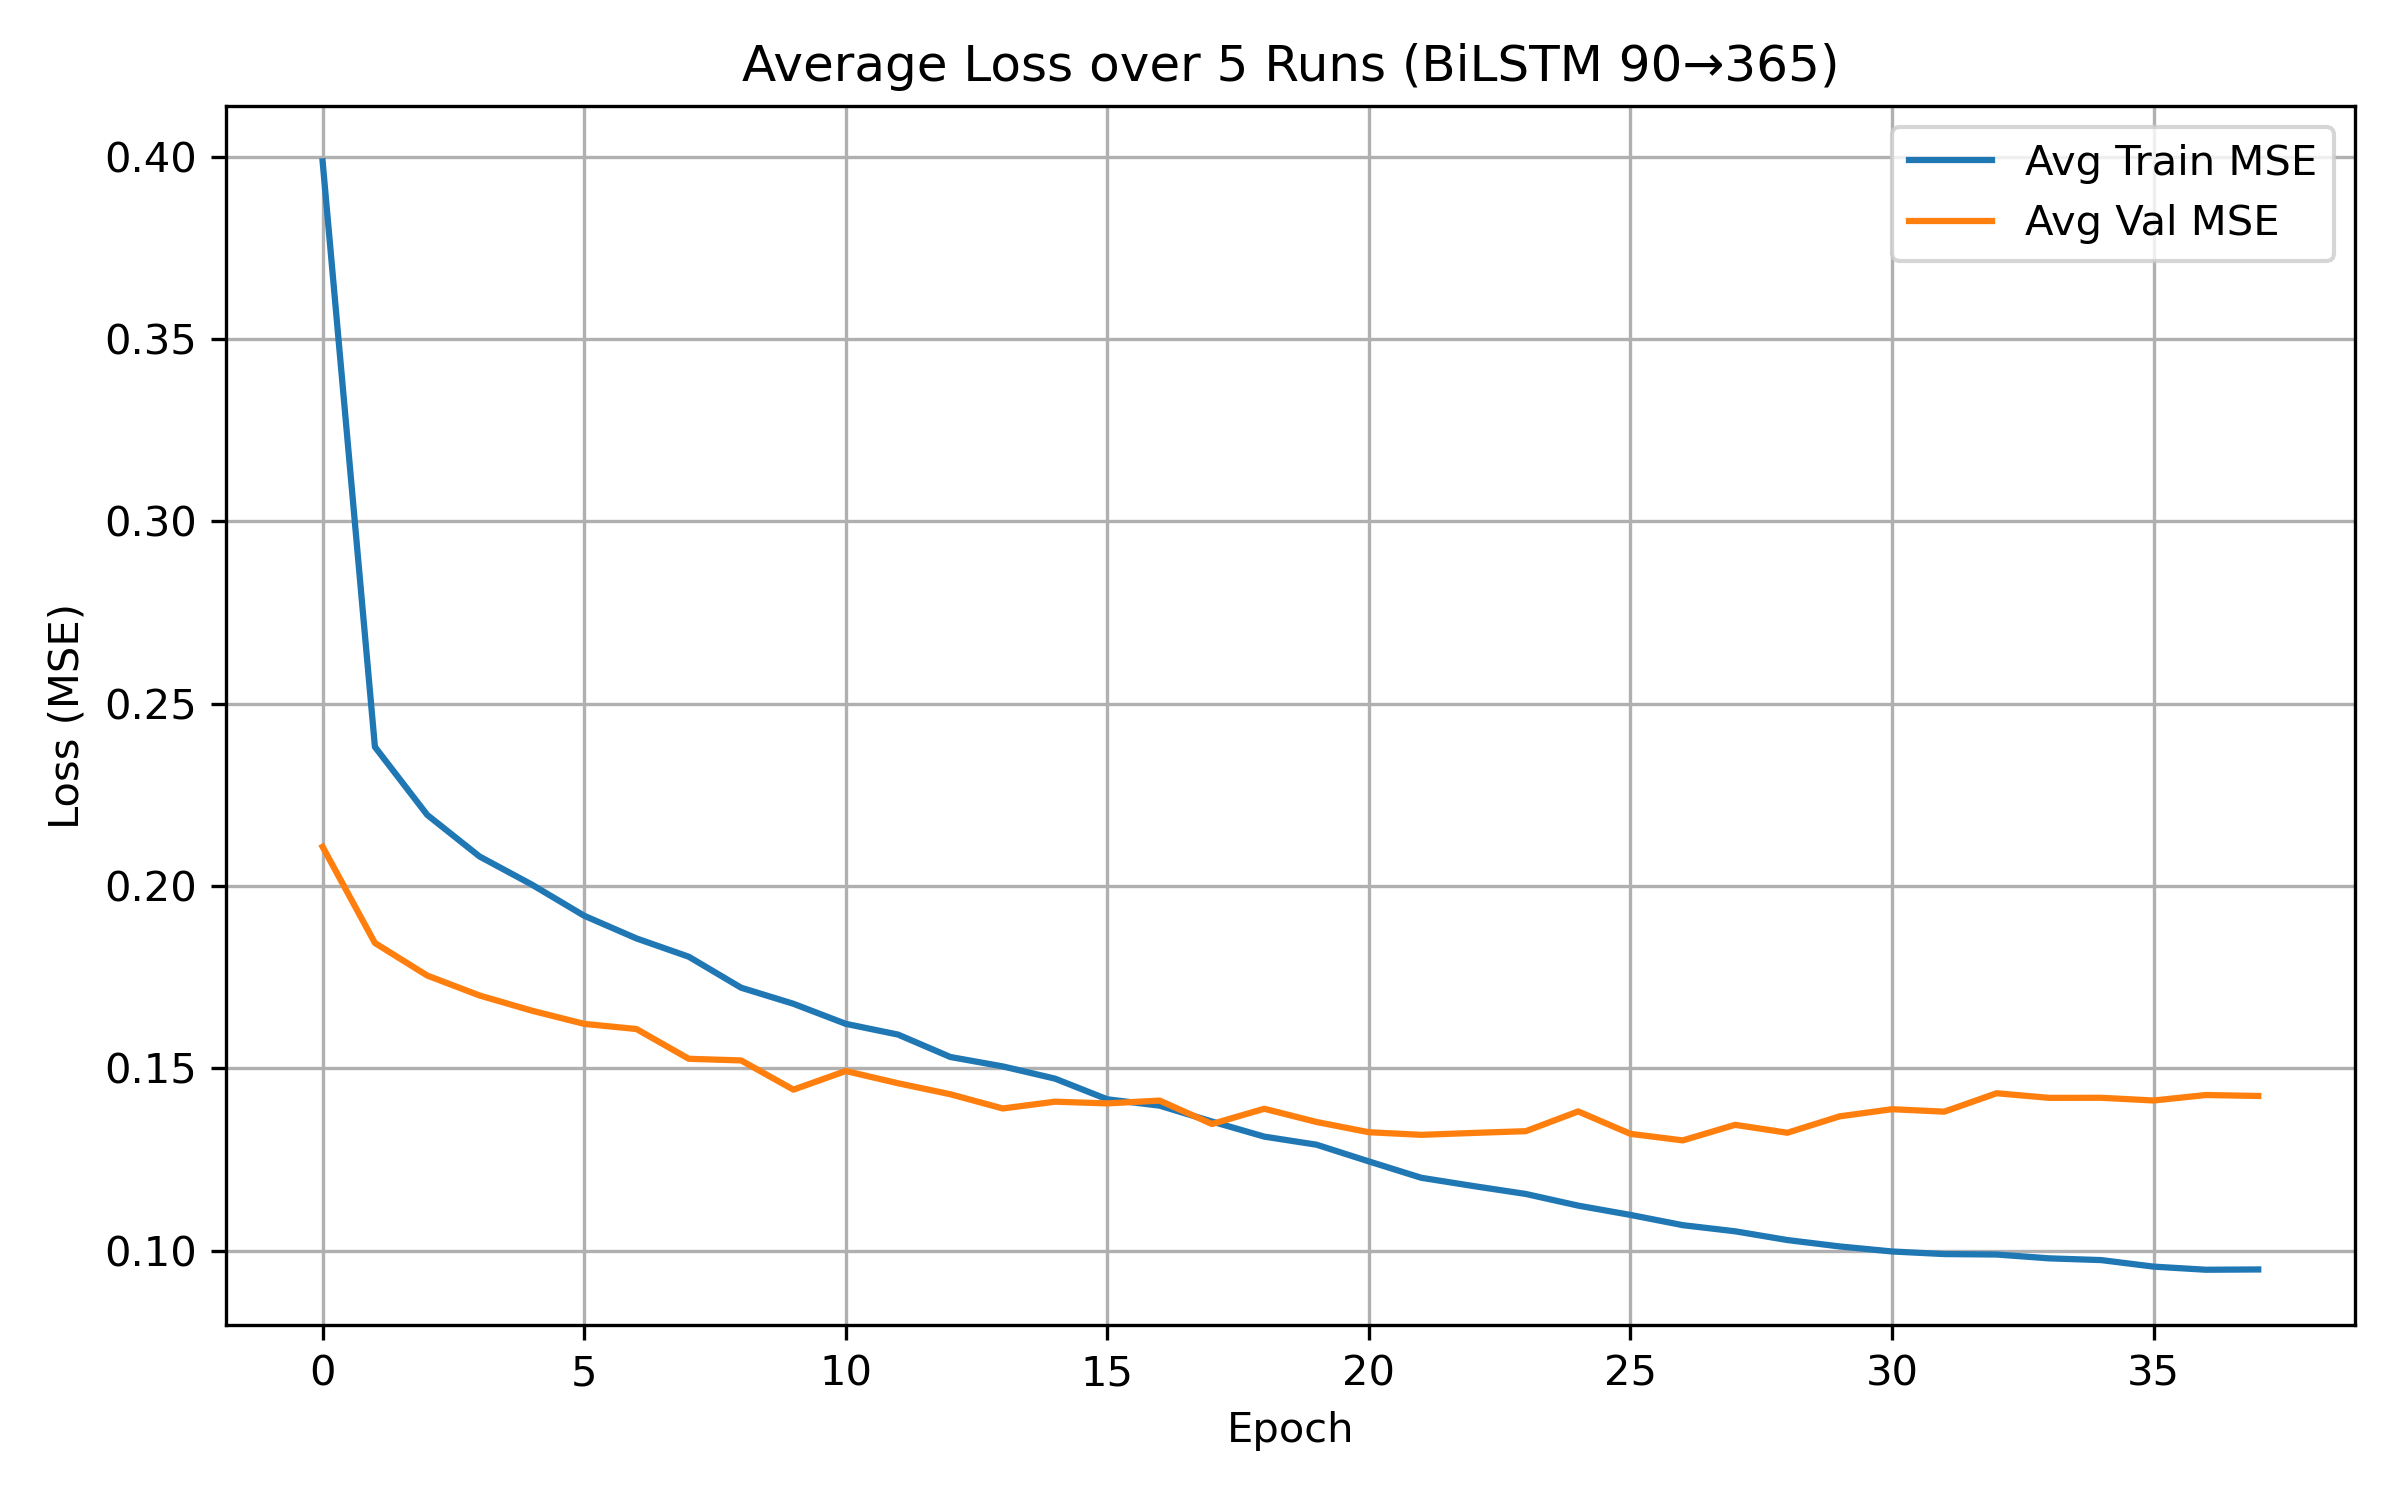 Average Loss over 5 Runs (BiLSTM 90→365)
Avg Train MSE
Avg Val MSE
0.40
0.35
0.30
0.25
0.20
0.15
0.10
Loss (MSE)
0 5 10 15 20 25 30 35
Epoch